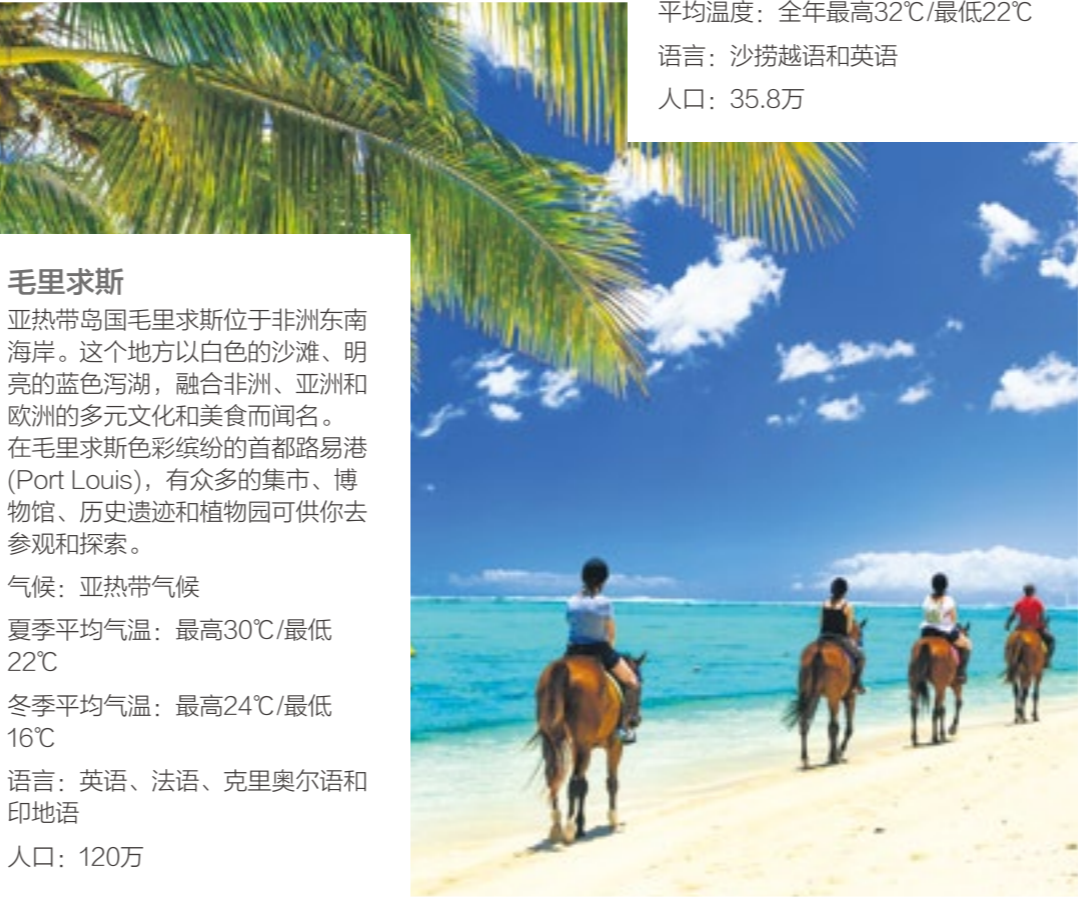 平均温度：全年最高32℃/最低22℃
语言：沙捞越语和英语
人口：35.8万
毛里求斯
亚热带岛国毛里求斯位于非洲东南
海岸。这个地方以白色的沙滩、明
亮的蓝色泻湖，融合非洲、亚洲和
欧洲的多元文化和美食而闻名。
在毛里求斯色彩缤纷的首都路易港
(Port Louis)，有众多的集市、博
物馆、历史遗迹和植物园可供你去
参观和探索。
气候：亚热带气候
夏季平均气温：最高30℃/最低
22℃
冬季平均气温：最高24℃/最低
16℃
语言：英语、法语、克里奥尔语和
印地语
人口：120万